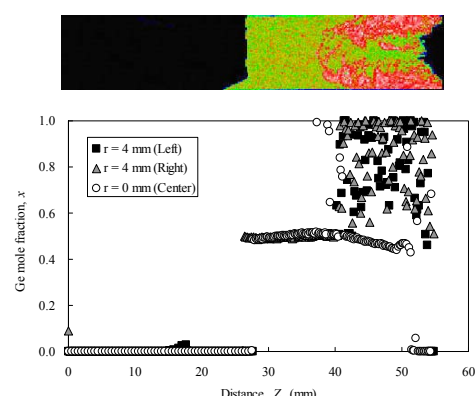 1.0
0.8
0.6
0.4
0.2
0.0
Ge mole fraction, x
r = 4 mm (Left)
r = 4 mm (Right)
r = 0 mm (Center)
0 10 20 30 40 50 60
Distance, Z, (mm)